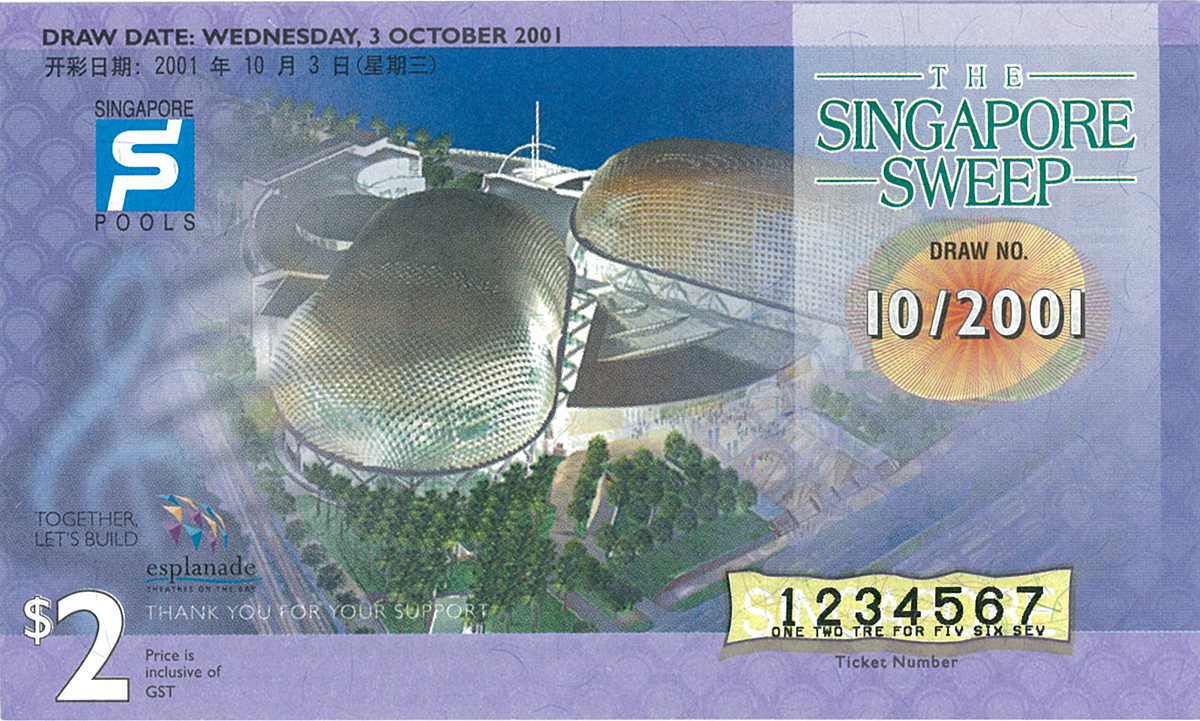 DRAW DATE: WEDNESDAY, 3 OCTOBER 2001
开彩日期: 2001 年 10 月 3 日(星期三)
SINGAPORE
POOLS
THE
SINGAPORE
SWEEP
DRAW NO.
10/2001
TOGETHER,
LET'S BUILD
esplanade
THEATRES ON THE BAY
THANK YOU FOR YOUR SUPPORT
$2
Price is
inclusive of
GST
SINGAPORE
1234567
ONE TWO TRE FOR FIV SIX SEV
Ticket Number